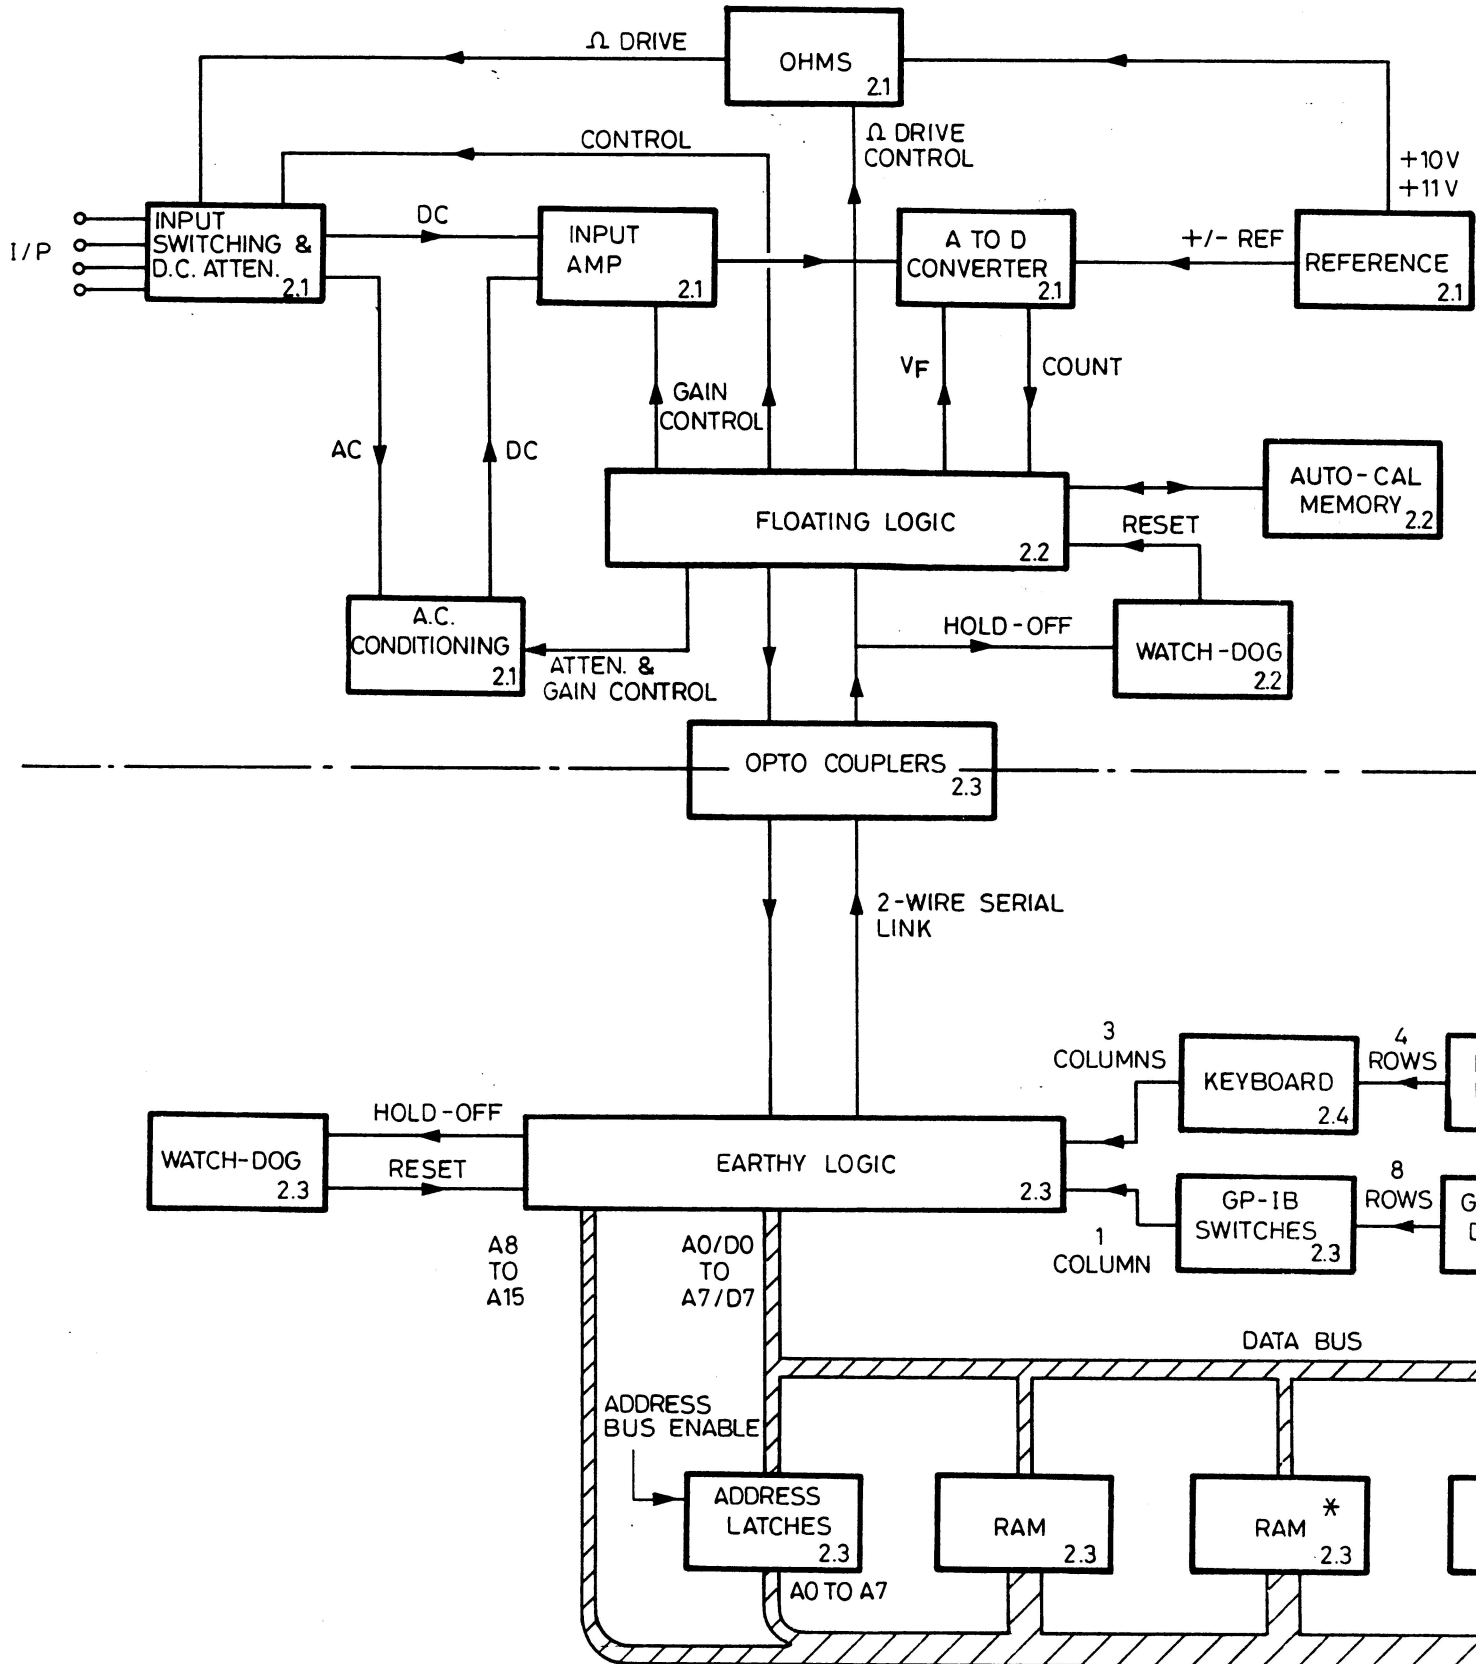 Ω DRIVE
OHMS
2.1
CONTROL
Ω DRIVE
CONTROL
+10V
+11V
I/P
INPUT
SWITCHING &
D.C. ATTEN.
2.1
DC
INPUT
AMP
2.1
A TO D
CONVERTER
2.1
+/- REF
REFERENCE
2.1
AC
DC
GAIN
CONTROL
VF
COUNT
FLOATING LOGIC
2.2
AUTO-CAL
MEMORY
2.2
RESET
A.C.
CONDITIONING
2.1
ATTEN. &
GAIN CONTROL
HOLD-OFF
WATCH-DOG
2.2
OPTO COUPLERS
2.3
2-WIRE SERIAL
LINK
3
COLUMNS
KEYBOARD
2.4
4
ROWS
WATCH-DOG
2.3
HOLD-OFF
RESET
EARTHY LOGIC
2.3
1
COLUMN
GP-IB
SWITCHES
2.3
8
ROWS
G
A8
TO
A15
A0/D0
TO
A7/D7
DATA BUS
ADDRESS
BUS ENABLE
ADDRESS
LATCHES
2.3
RAM
2.3
RAM *
2.3
A0 TO A7